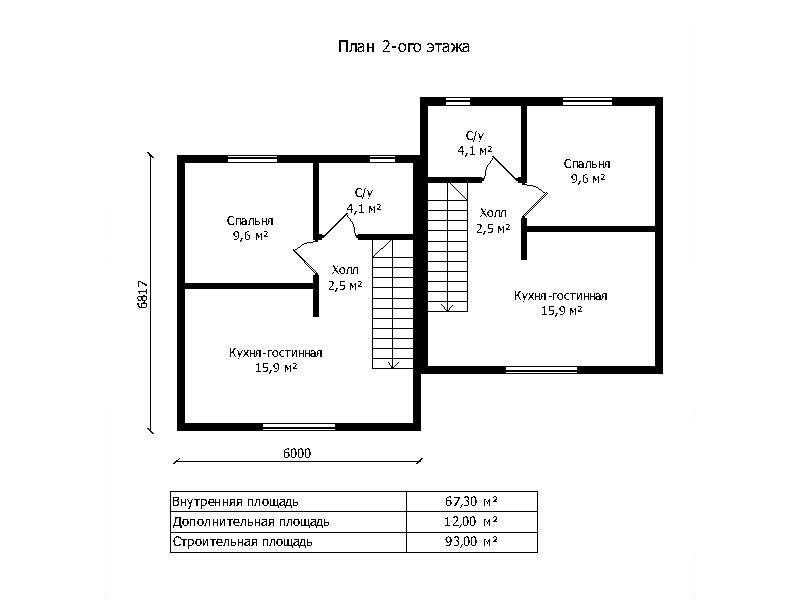 План 2-ого этажа
С/у
4,1 м²
Спальня
9,6 м²
Холл
2,5 м²
Кухня-гостинная
15,9 м²
Спальня
9,6 м²
С/у
4,1 м²
Холл
2,5 м²
Кухня-гостинная
15,9 м²
6817
6000
Внутренняя площадь 67,30 м²
Дополнительная площадь 12,00 м²
Строительная площадь 93,00 м²